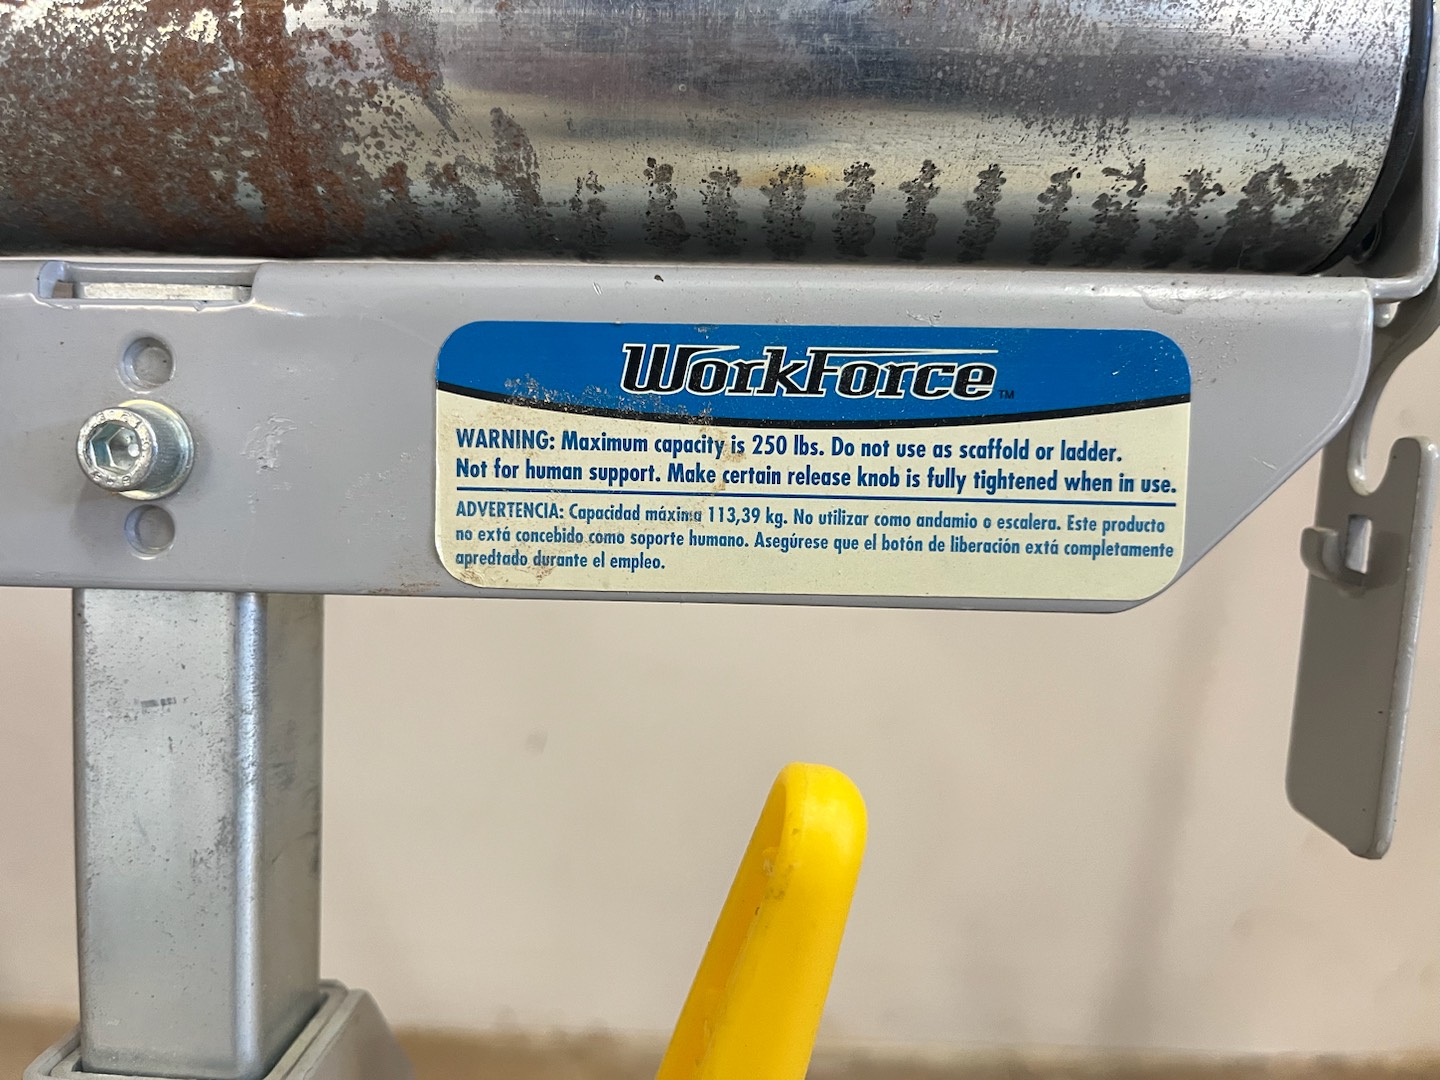 WorkForce™
WARNING: Maximum capacity is 250 lbs. Do not use as scaffold or ladder.
Not for human support. Make certain release knob is fully tightened when in use.
ADVERTENCIA: Capacidad máxima 113,39 kg. No utilizar como andamio o escalera. Este producto
no extá concebido como soporte humano. Asegúrese que el botón de liberación extá completamente
apredtado durante el empleo.